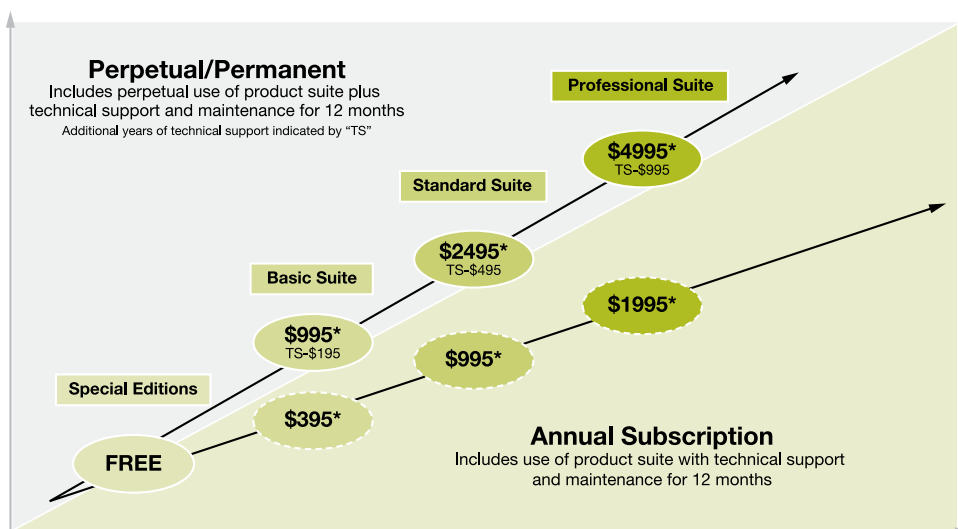 Perpetual/Permanent
Includes perpetual use of product suite plus
technical support and maintenance for 12 months
Additional years of technical support indicated by “TS”
Professional Suite
$4995*
TS-$995
Standard Suite
$2495*
TS-$495
Basic Suite
$995*
TS-$195
Special Editions
FREE
$395*
$995*
$1995*
Annual Subscription
Includes use of product suite with technical support
and maintenance for 12 months